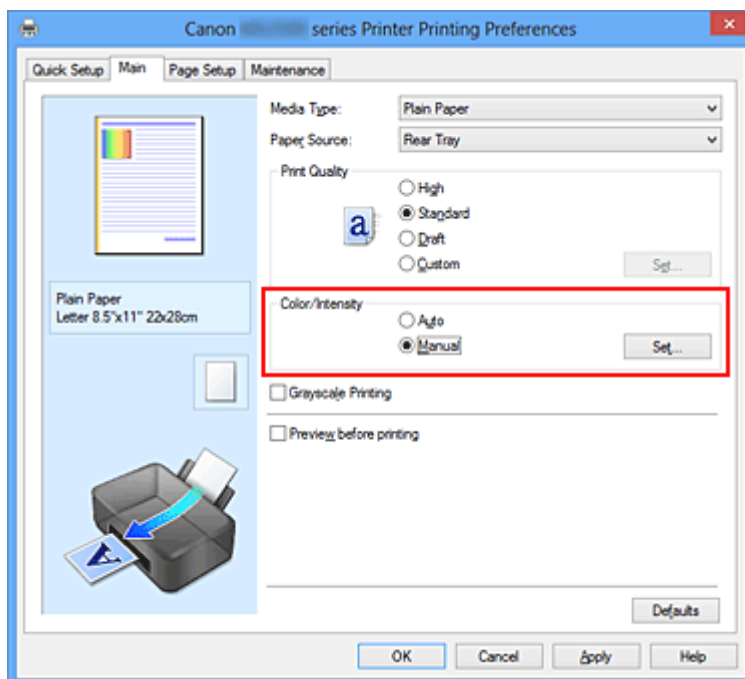 Canon series Printer Printing Preferences
Quick Setup Main Page Setup Maintenance
Media Type: Plain Paper
Paper Source: Rear Tray
Print Quality
High
a Standard
Draft
Custom Set...
Plain Paper
Letter 8.5"x11" 22x28cm
Color/Intensity
Auto
Manual Set...
Grayscale Printing
Preview before printing
A
Defaults
OK Cancel Apply Help